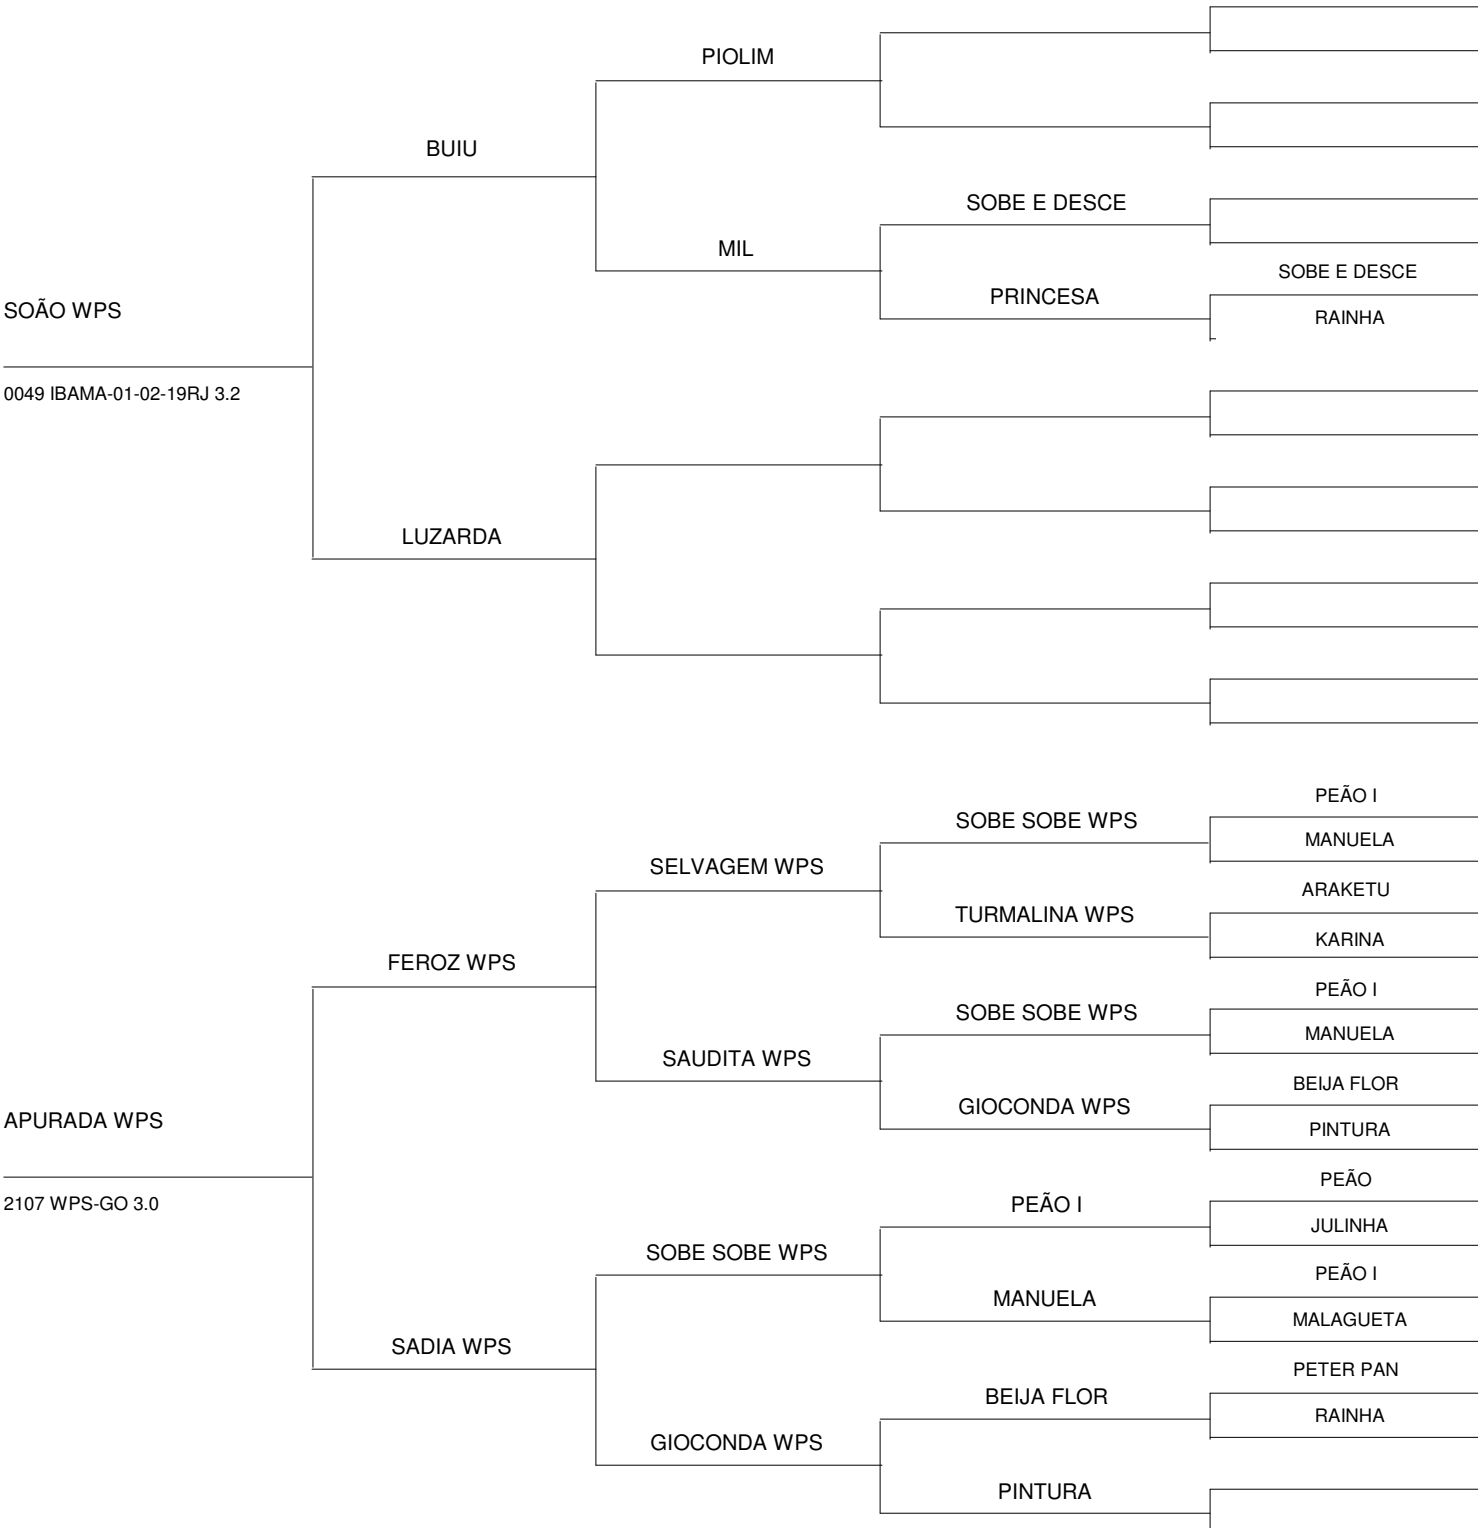 PIOLIM
BUIU
SOBE E DESCE
MIL
SOBE E DESCE
PRINCESA
RAINHA
SOÃO WPS
0049 IBAMA-01-02-19RJ 3.2
LUZARDA
PEÃO I
SOBE SOBE WPS
MANUELA
SELVAGEM WPS
ARAKETU
TURMALINA WPS
KARINA
FEROZ WPS
PEÃO I
SOBE SOBE WPS
MANUELA
SAUDITA WPS
BEIJA FLOR
GIOCONDA WPS
PINTURA
APURADA WPS
2107 WPS-GO 3.0
PEÃO
PEÃO I
JULINHA
SOBE SOBE WPS
PEÃO I
MANUELA
MALAGUETA
SADIA WPS
PETER PAN
BEIJA FLOR
RAINHA
GIOCONDA WPS
PINTURA